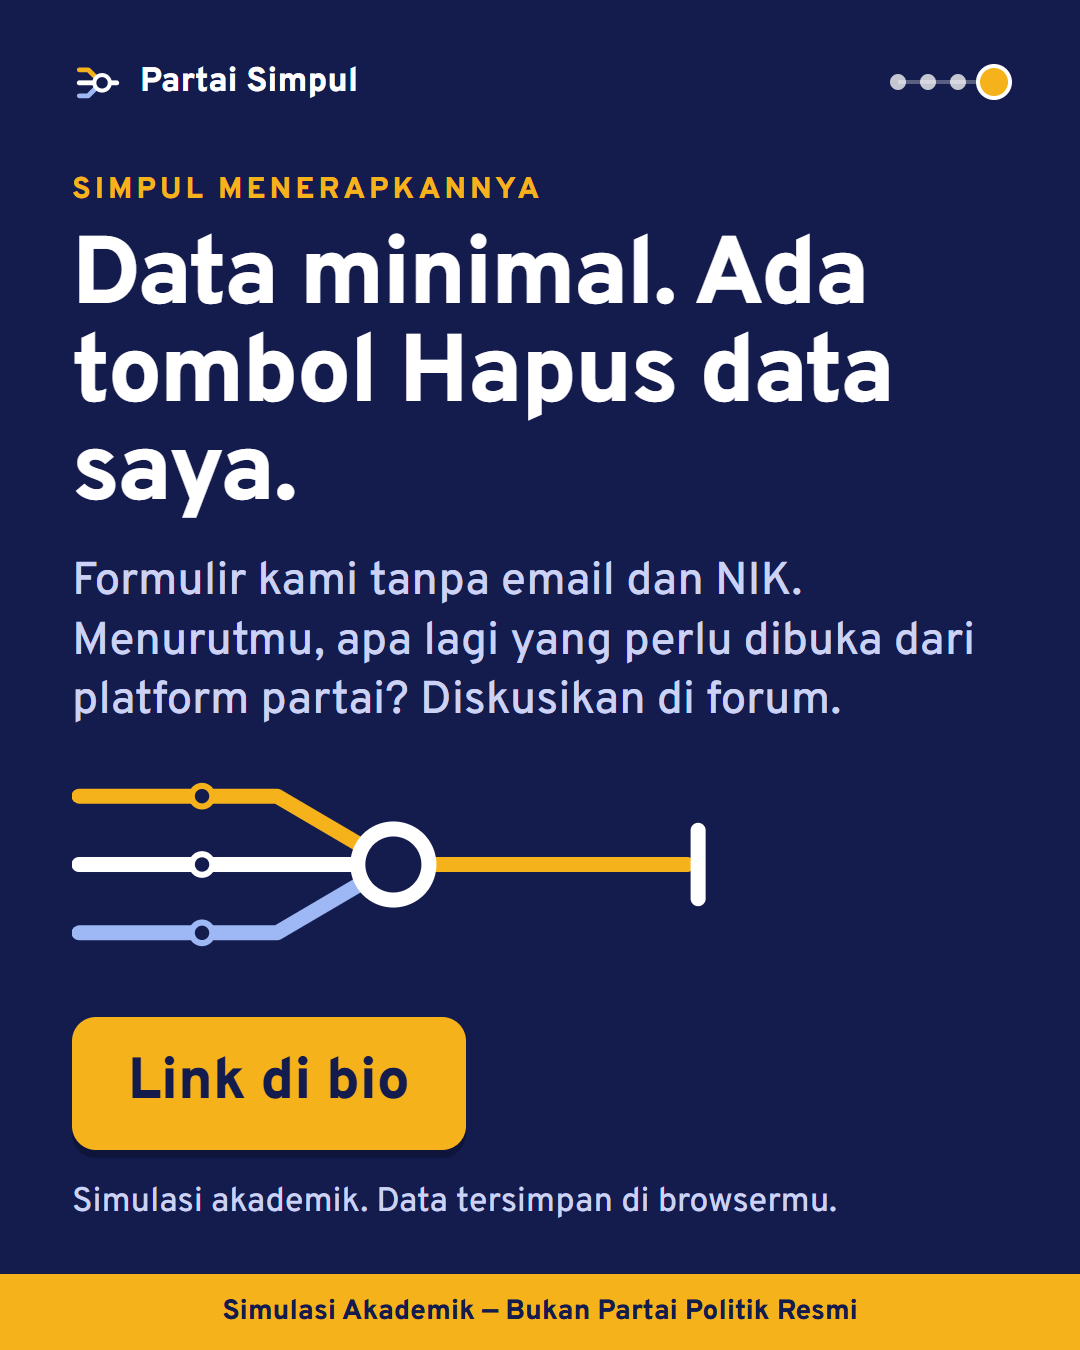 Partai Simpul
SIMPUL MENERAPKANNYA
Data minimal. Ada
tombol Hapus data
saya.
Formulir kami tanpa email dan NIK.
Menurutmu, apa lagi yang perlu dibuka dari
platform partai? Diskusikan di forum.
Link di bio
Simulasi akademik. Data tersimpan di browsermu.
Simulasi Akademik — Bukan Partai Politik Resmi